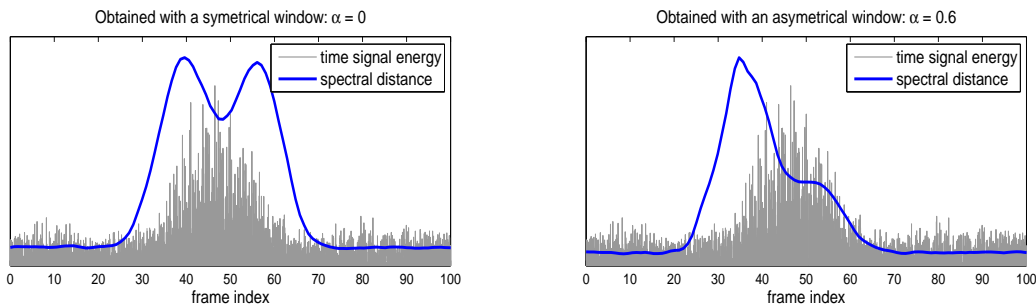 Obtained with a symetrical window: α = 0
time signal energy
spectral distance
0 10 20 30 40 50 60 70 80 90 100
frame index
Obtained with an asymetrical window: α = 0.6
time signal energy
spectral distance
0 10 20 30 40 50 60 70 80 90 100
frame index